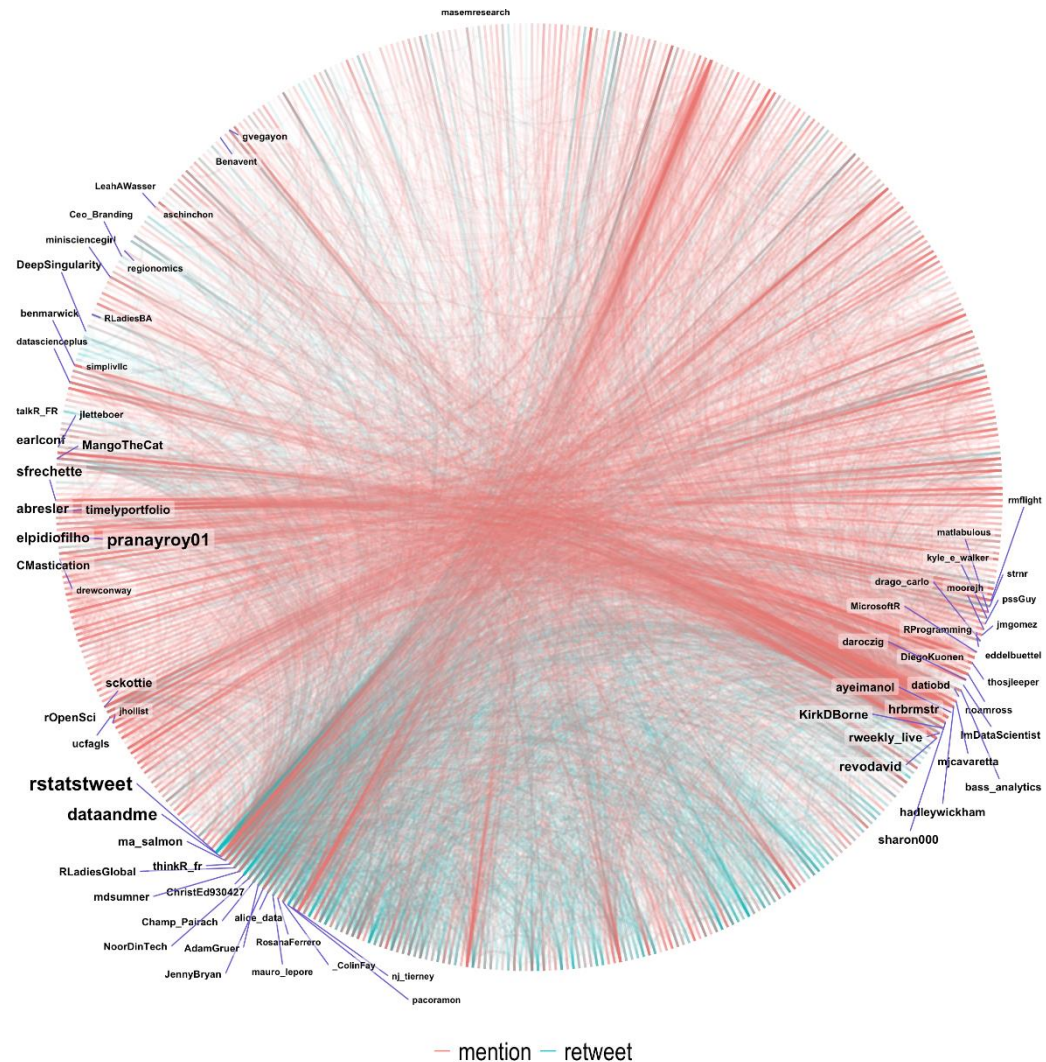 masemresearch
gvegayon
Benavent
LeahAWasser
aschinchon
Ceo_Branding
minisciencegirl
regionomics
DeepSingularity
benmarwick
RLadiesBA
datascienceplus
simplivllc
talkR_FR
jletteboer
earlconf
MangoTheCat
sfrechette
abresler
timelyportfolio
elpidiofilho
pranayroy01
CMastication
drewconway
sckottie
rOpenSci
jhollist
ucfagls
rstatstweet
dataandme
ma_salmon
RLadiesGlobal
thinkR_fr
mdsumner
ChristEd930427
Champ_Pairach
alice_data
NoorDinTech
AdamGruer
RosanaFerrero
JennyBryan
mauro_lepore
_ColinFay
nj_tierney
pacoramon
rmflight
matlabulous
kyle_e_walker
drago_carlo
moorejh
strnr
MicrosoftR
pssGuy
RProgramming
jmgomez
daroczig
eddelbuettel
DiegoKuonen
thosjleeper
ayeimanol
datiobd
hrbrmstr
noamross
KirkDBorne
rweekly_live
ImDataScientist
revodavid
mjcavaretta
bass_analytics
hadleywickham
sharon000
mention retweet